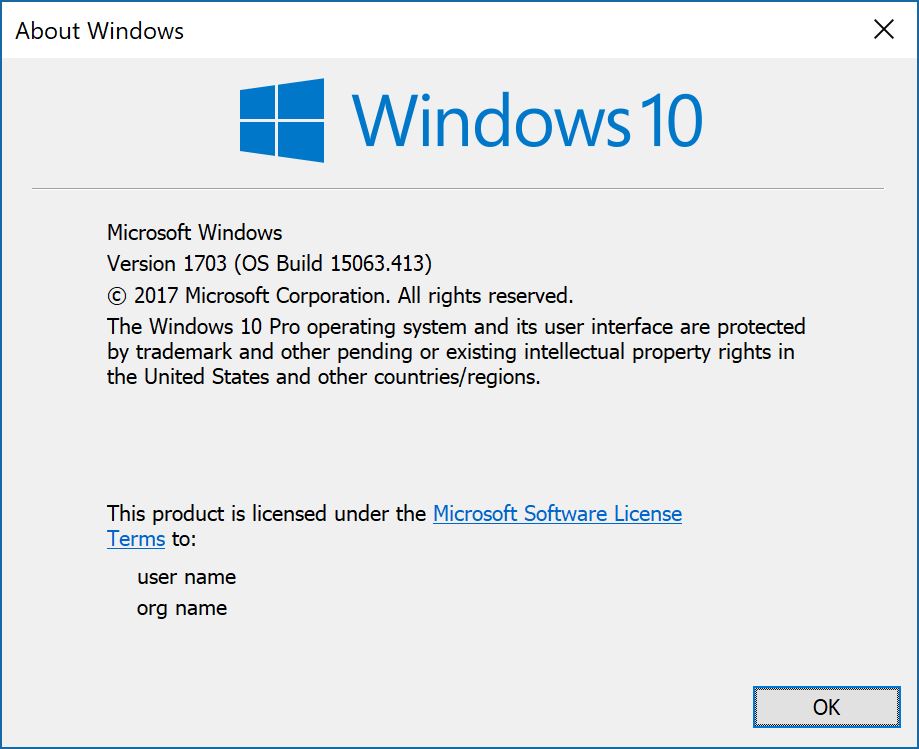 About Windows
Windows 10
Microsoft Windows
Version 1703 (OS Build 15063.413)
© 2017 Microsoft Corporation. All rights reserved.
The Windows 10 Pro operating system and its user interface are protected
by trademark and other pending or existing intellectual property rights in
the United States and other countries/regions.
This product is licensed under the Microsoft Software License
Terms to:
user name
org name
OK